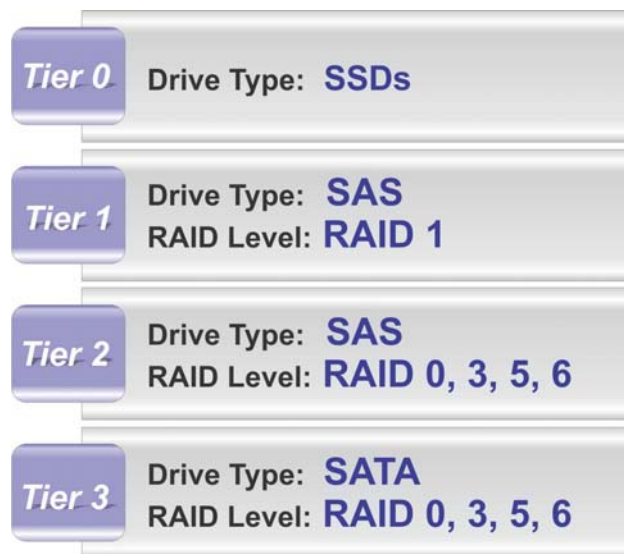 Tier 0
Drive Type: SSDs
Tier 1
Drive Type: SAS
RAID Level: RAID 1
Tier 2
Drive Type: SAS
RAID Level: RAID 0, 3, 5, 6
Tier 3
Drive Type: SATA
RAID Level: RAID 0, 3, 5, 6